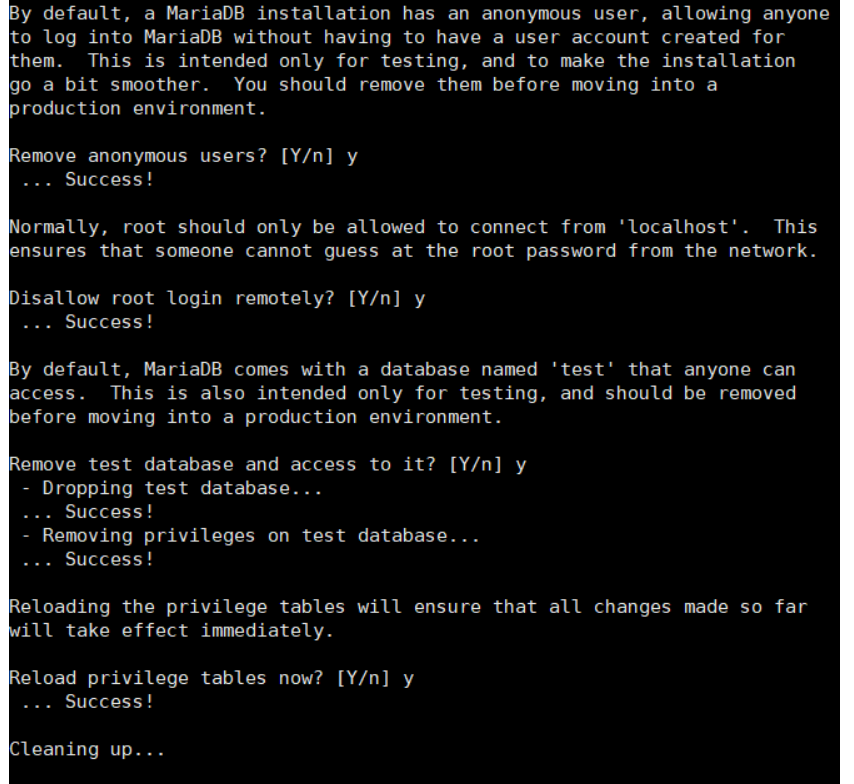 By default, a MariaDB installation has an anonymous user, allowing anyone
to log into MariaDB without having to have a user account created for
them.  This is intended only for testing, and to make the installation
go a bit smoother.  You should remove them before moving into a
production environment.

Remove anonymous users? [Y/n] y
 ... Success!

Normally, root should only be allowed to connect from 'localhost'.  This
ensures that someone cannot guess at the root password from the network.

Disallow root login remotely? [Y/n] y
 ... Success!

By default, MariaDB comes with a database named 'test' that anyone can
access.  This is also intended only for testing, and should be removed
before moving into a production environment.

Remove test database and access to it? [Y/n] y
 - Dropping test database...
 ... Success!
 - Removing privileges on test database...
 ... Success!

Reloading the privilege tables will ensure that all changes made so far
will take effect immediately.

Reload privilege tables now? [Y/n] y
 ... Success!

Cleaning up...